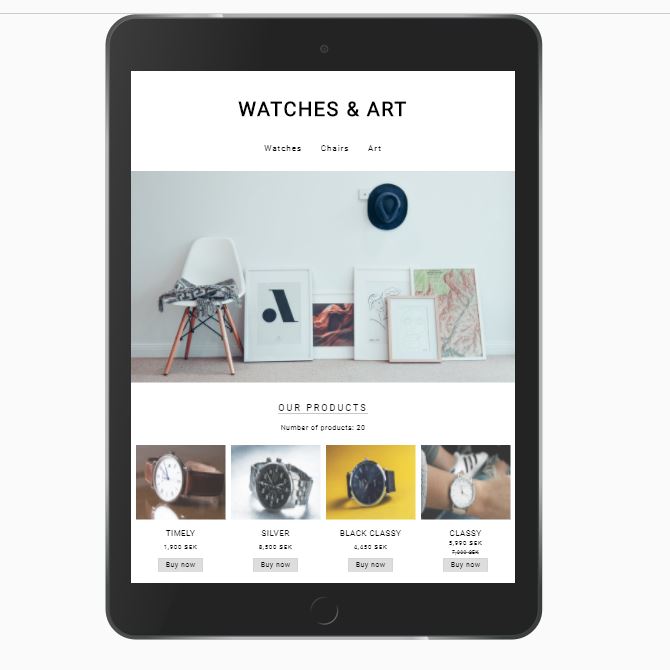 WATCHES & ART
Watches Chairs Art
A
OUR PRODUCTS
Number of products: 20
TIMELY SILVER BLACK CLASSY CLASSY
1,900 SEK 8,500 SEK 4,450 SEK 5,990 SEK
7,000 SEK
Buy now Buy now Buy now Buy now